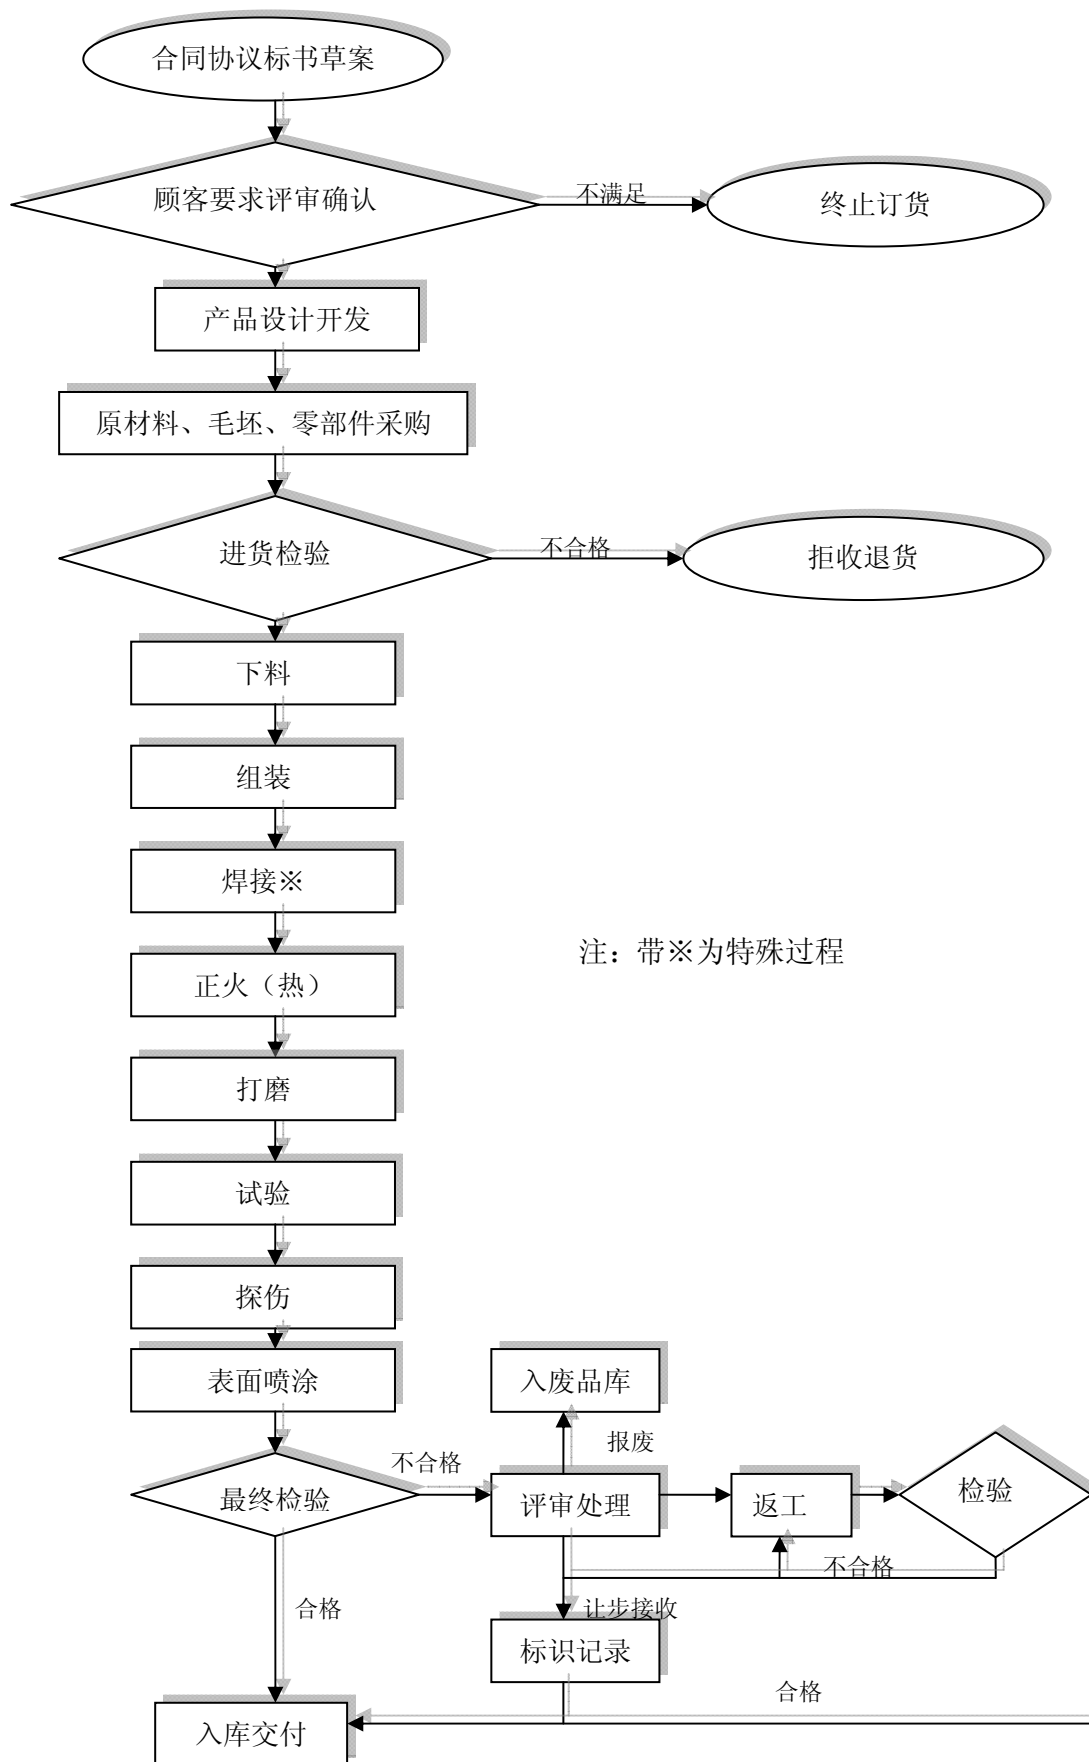 合同协议标书草案
顾客要求评审确认
不满足
终止订货
产品设计开发
原材料、毛坯、零部件采购
进货检验
不合格
拒收退货
下料
组装
焊接※
注：带※为特殊过程
正火（热）
打磨
试验
探伤
表面喷涂
入废品库
报废
不合格
最终检验
评审处理
返工
检验
不合格
合格
让步接收
标识记录
合格
入库交付